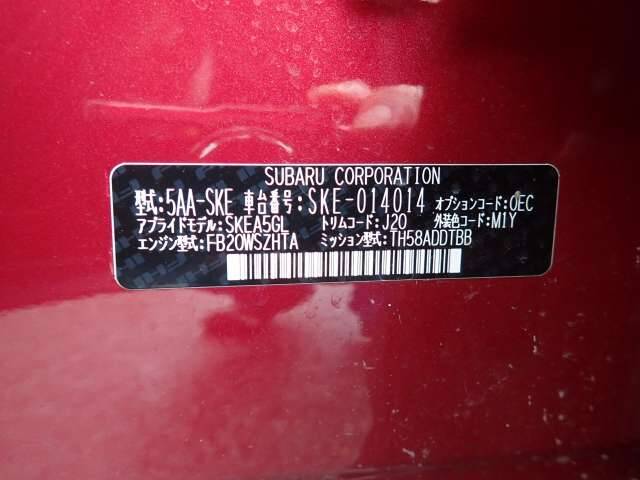 SUBARU CORPORATION
型式:5AA-SKE 車台番号:SKE-014014 オプションコード:OEC
アプライドモデル:SKEA5GL トリムコード:J20 外装色コード:M1Y
エンジン型式:FB20WSZHTA ミッション型式:TH58ADDTBB